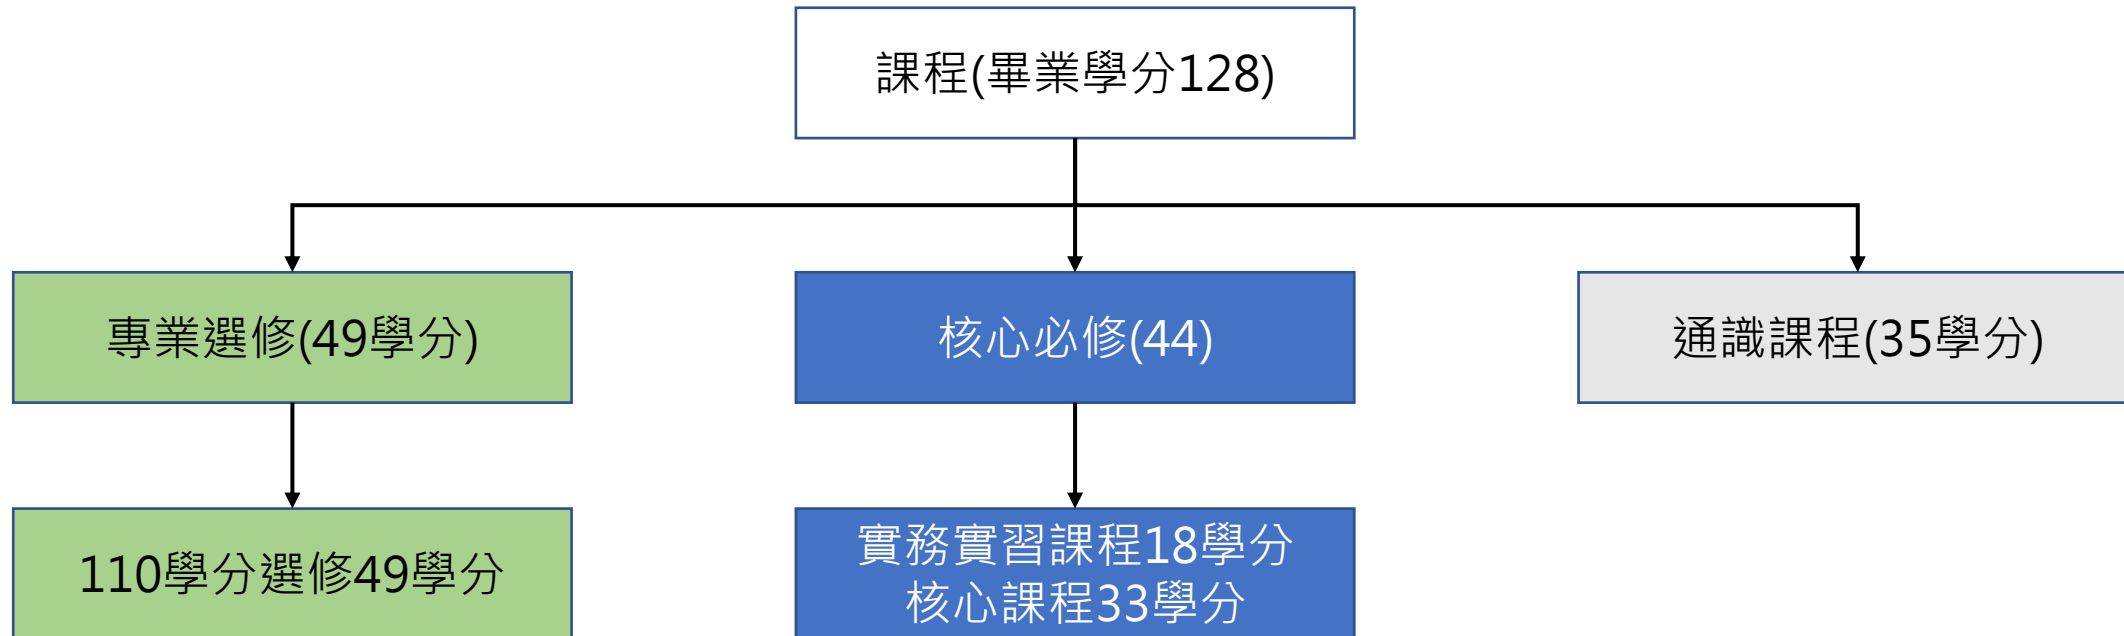 課程(畢業學分128)
專業選修(49學分)
核心必修(44)
通識課程(35學分)
110學分選修49學分
實務實習課程18學分
核心課程33學分